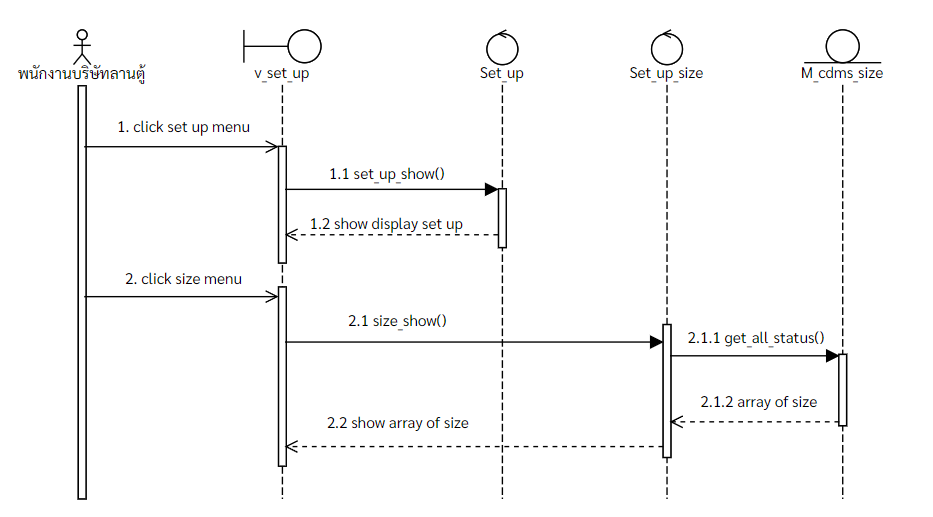 พนักงานบริษัทลานตู้
v_set_up
Set_up
Set_up_size
M_cdms_size
1. click set up menu
1.1 set_up_show()
1.2 show display set up
2. click size menu
2.1 size_show()
2.1.1 get_all_status()
2.1.2 array of size
2.2 show array of size